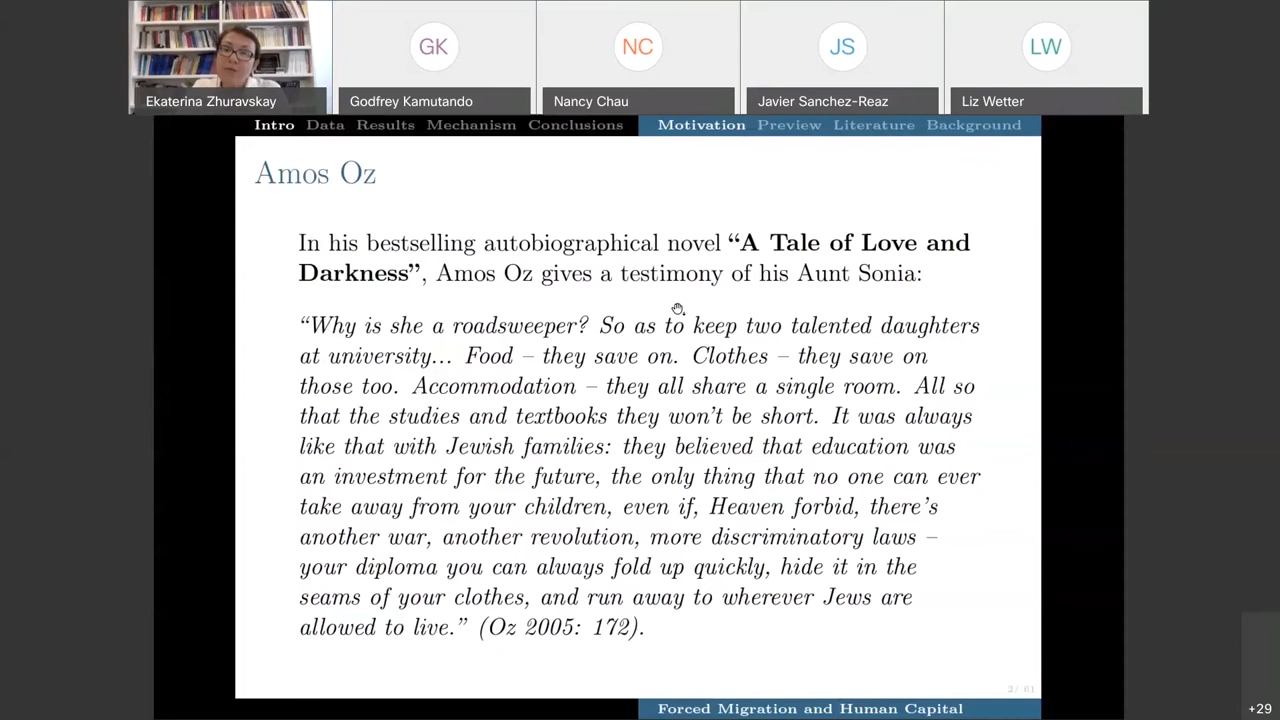 GK
NC
JS
LW
Ekaterina Zhuravskay
Godfrey Kamutando
Nancy Chau
Javier Sanchez-Reaz
Liz Wetter
Intro Data Results Mechanism Conclusions
Motivation Preview Literature Background
Amos Oz
In his bestselling autobiographical novel “A Tale of Love and
Darkness”, Amos Oz gives a testimony of his Aunt Sonia:
“Why is she a roadsweeper? So as to keep two talented daughters
at university... Food – they save on. Clothes – they save on
those too. Accommodation – they all share a single room. All so
that the studies and textbooks they won't be short. It was always
like that with Jewish families: they believed that education was
an investment for the future, the only thing that no one can ever
take away from your children, even if, Heaven forbid, there's
another war, another revolution, more discriminatory laws –
your diploma you can always fold up quickly, hide it in the
seams of your clothes, and run away to wherever Jews are
allowed to live.” (Oz 2005: 172).
2/ 61
Forced Migration and Human Capital
+29